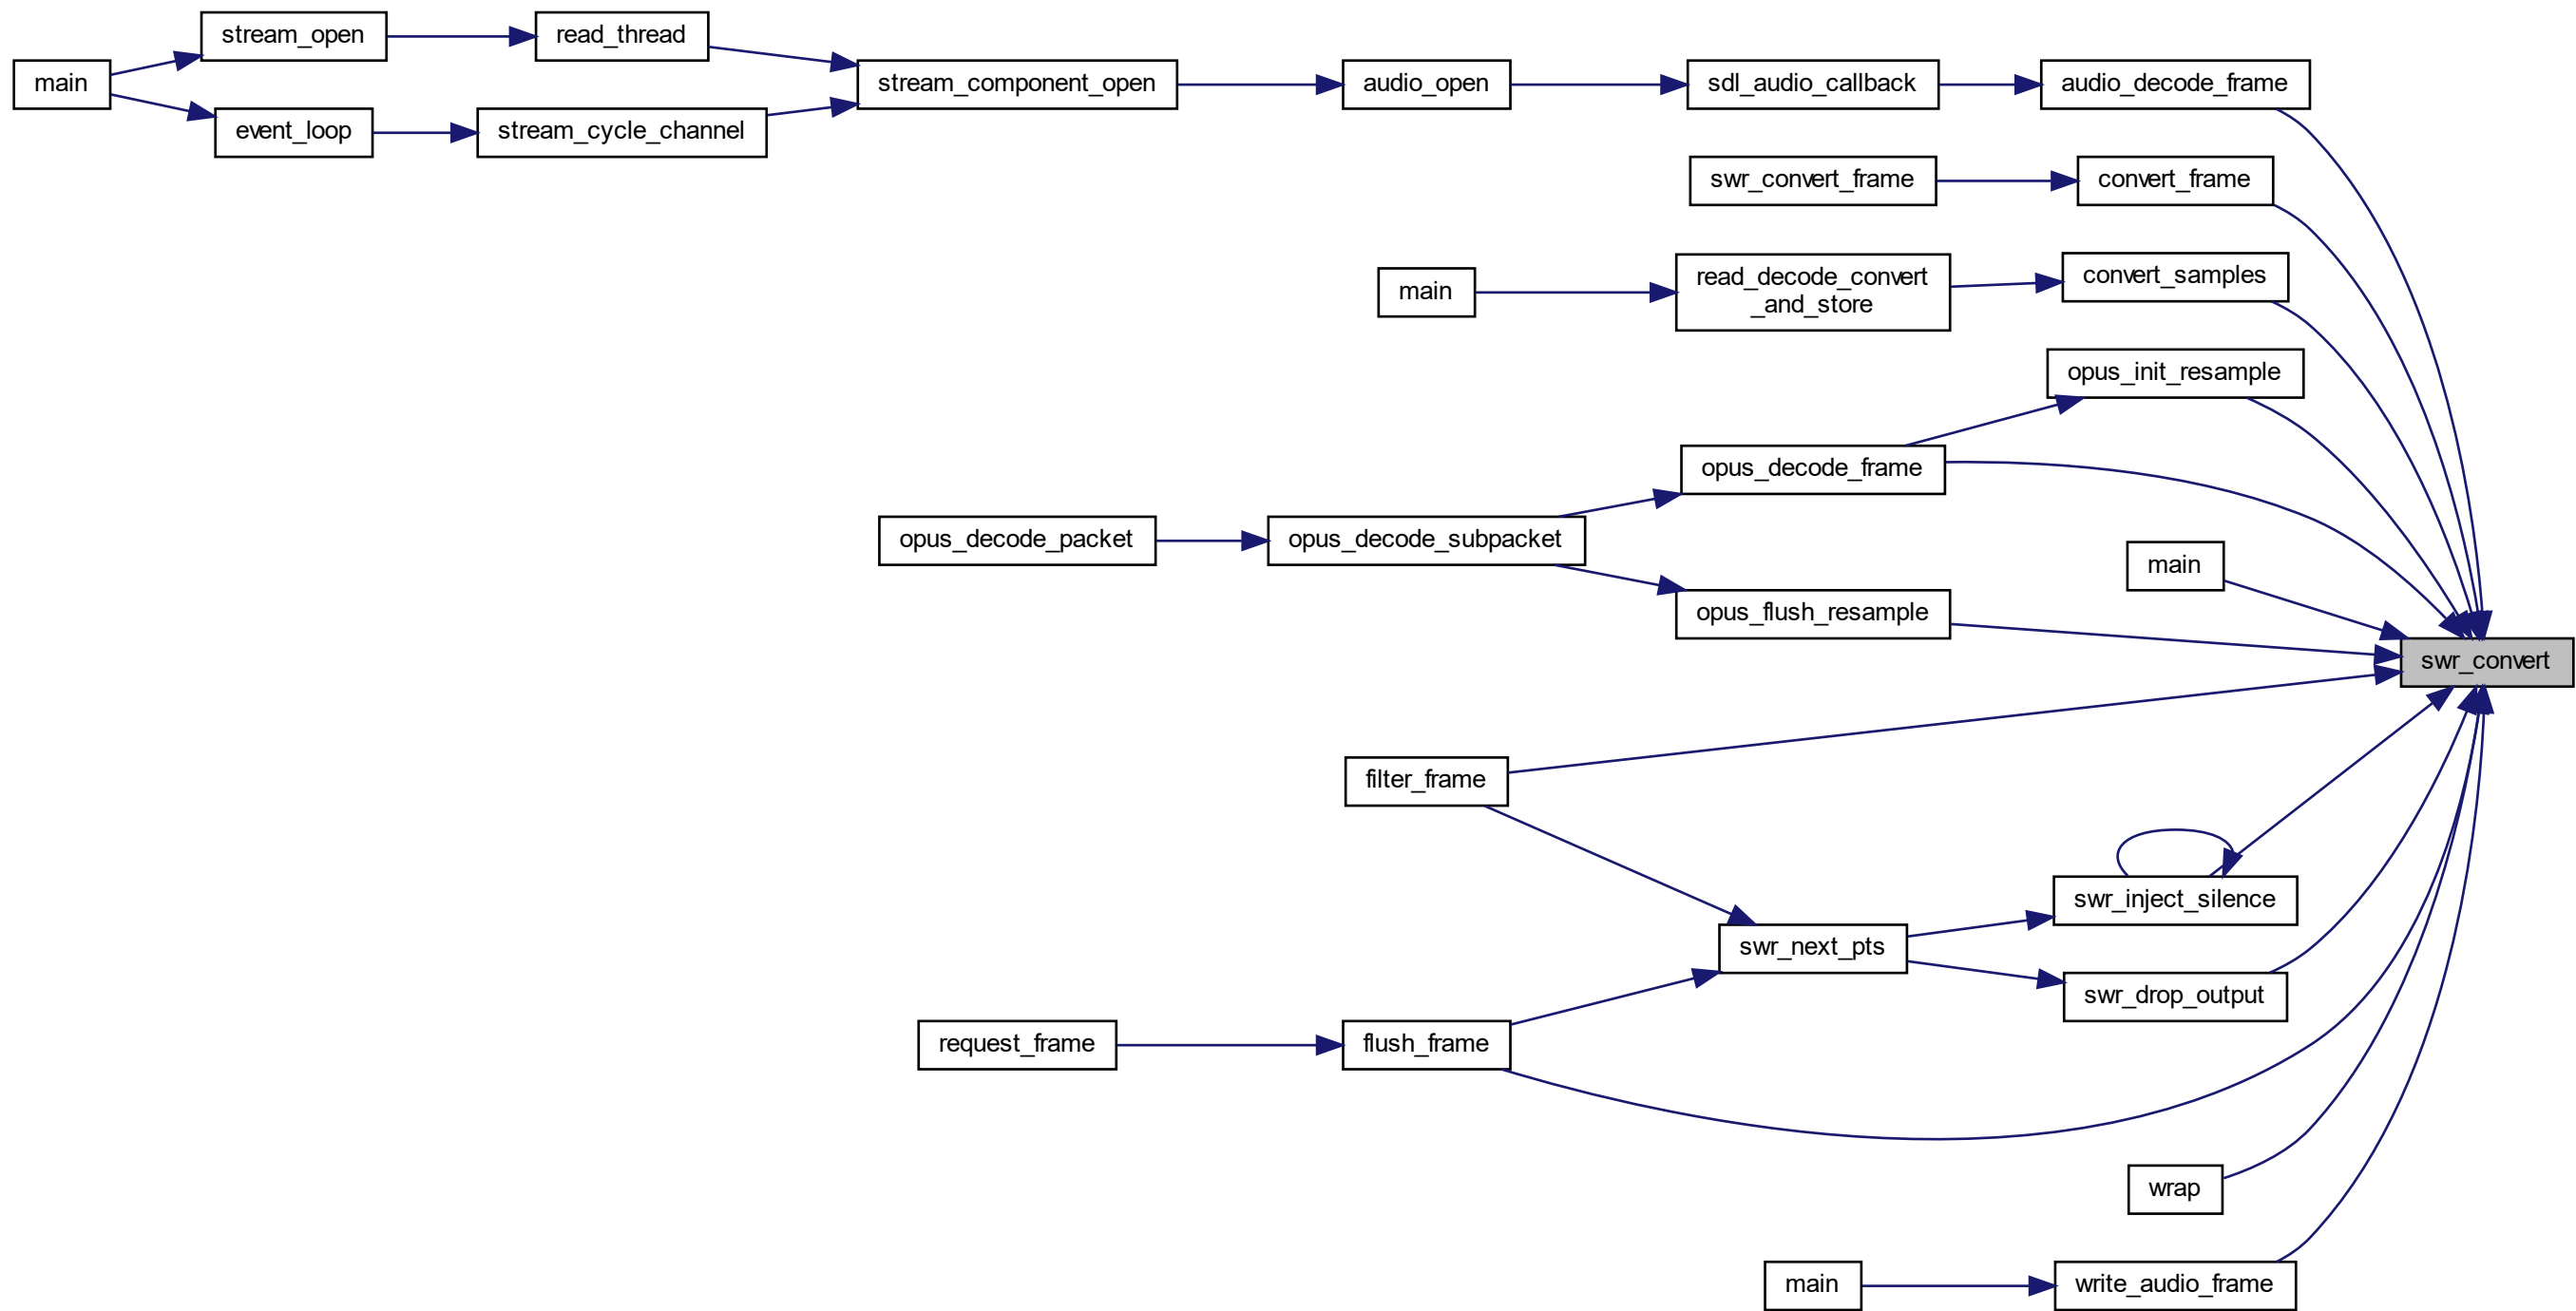 stream_open
read_thread
main
stream_component_open
audio_open
sdl_audio_callback
audio_decode_frame
event_loop
stream_cycle_channel
swr_convert_frame
convert_frame
main
read_decode_convert
_and_store
convert_samples
opus_init_resample
opus_decode_frame
opus_decode_packet
opus_decode_subpacket
main
opus_flush_resample
swr_convert
filter_frame
swr_inject_silence
swr_next_pts
swr_drop_output
request_frame
flush_frame
wrap
main
write_audio_frame